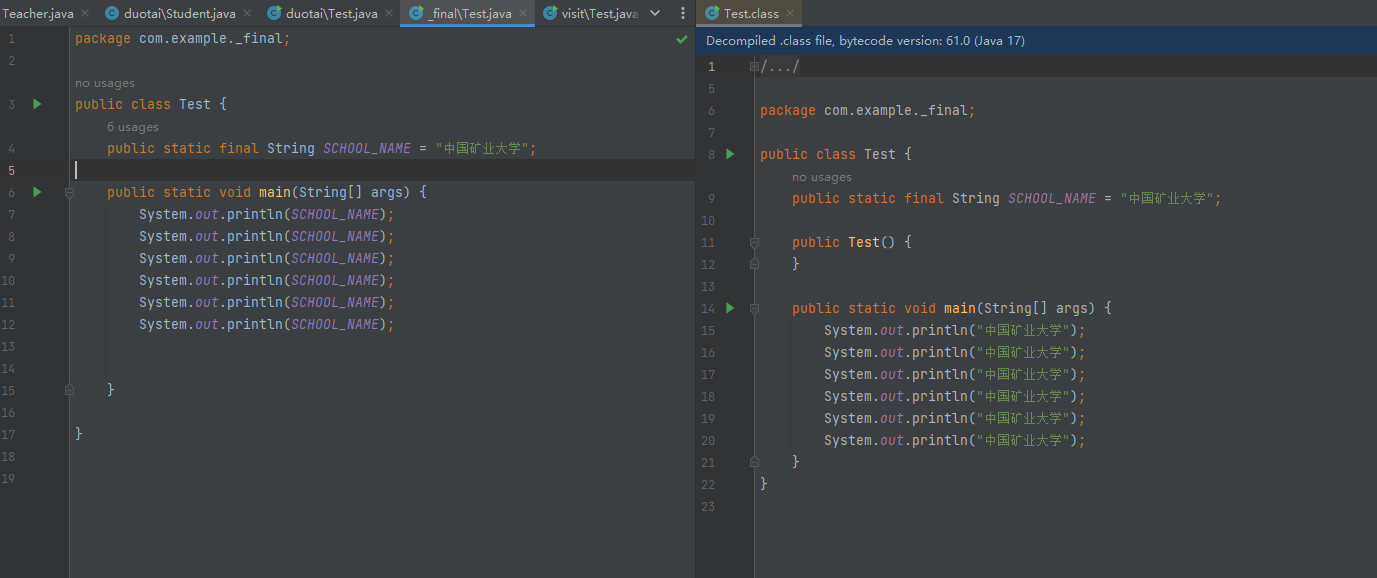 Teacher.java
duotai\Student.java
duotai\Test.java
_final\Test.java
visit\Test.java
1 package com.example._final;
2
no usages
3 public class Test {
6 usages
4 public static final String SCHOOL_NAME = "中国矿业大学";
5
6 public static void main(String[] args) {
7 System.out.println(SCHOOL_NAME);
8 System.out.println(SCHOOL_NAME);
9 System.out.println(SCHOOL_NAME);
10 System.out.println(SCHOOL_NAME);
11 System.out.println(SCHOOL_NAME);
12 System.out.println(SCHOOL_NAME);
13
14
15 }
16
17 }
18
19
Test.class
Decompiled .class file, bytecode version: 61.0 (Java 17)
1 /.../
5
6 package com.example._final;
7
8 public class Test {
no usages
9 public static final String SCHOOL_NAME = "中国矿业大学";
10
11 public Test() {
12 }
13
14 public static void main(String[] args) {
15 System.out.println("中国矿业大学");
16 System.out.println("中国矿业大学");
17 System.out.println("中国矿业大学");
18 System.out.println("中国矿业大学");
19 System.out.println("中国矿业大学");
20 System.out.println("中国矿业大学");
21 }
22 }
23